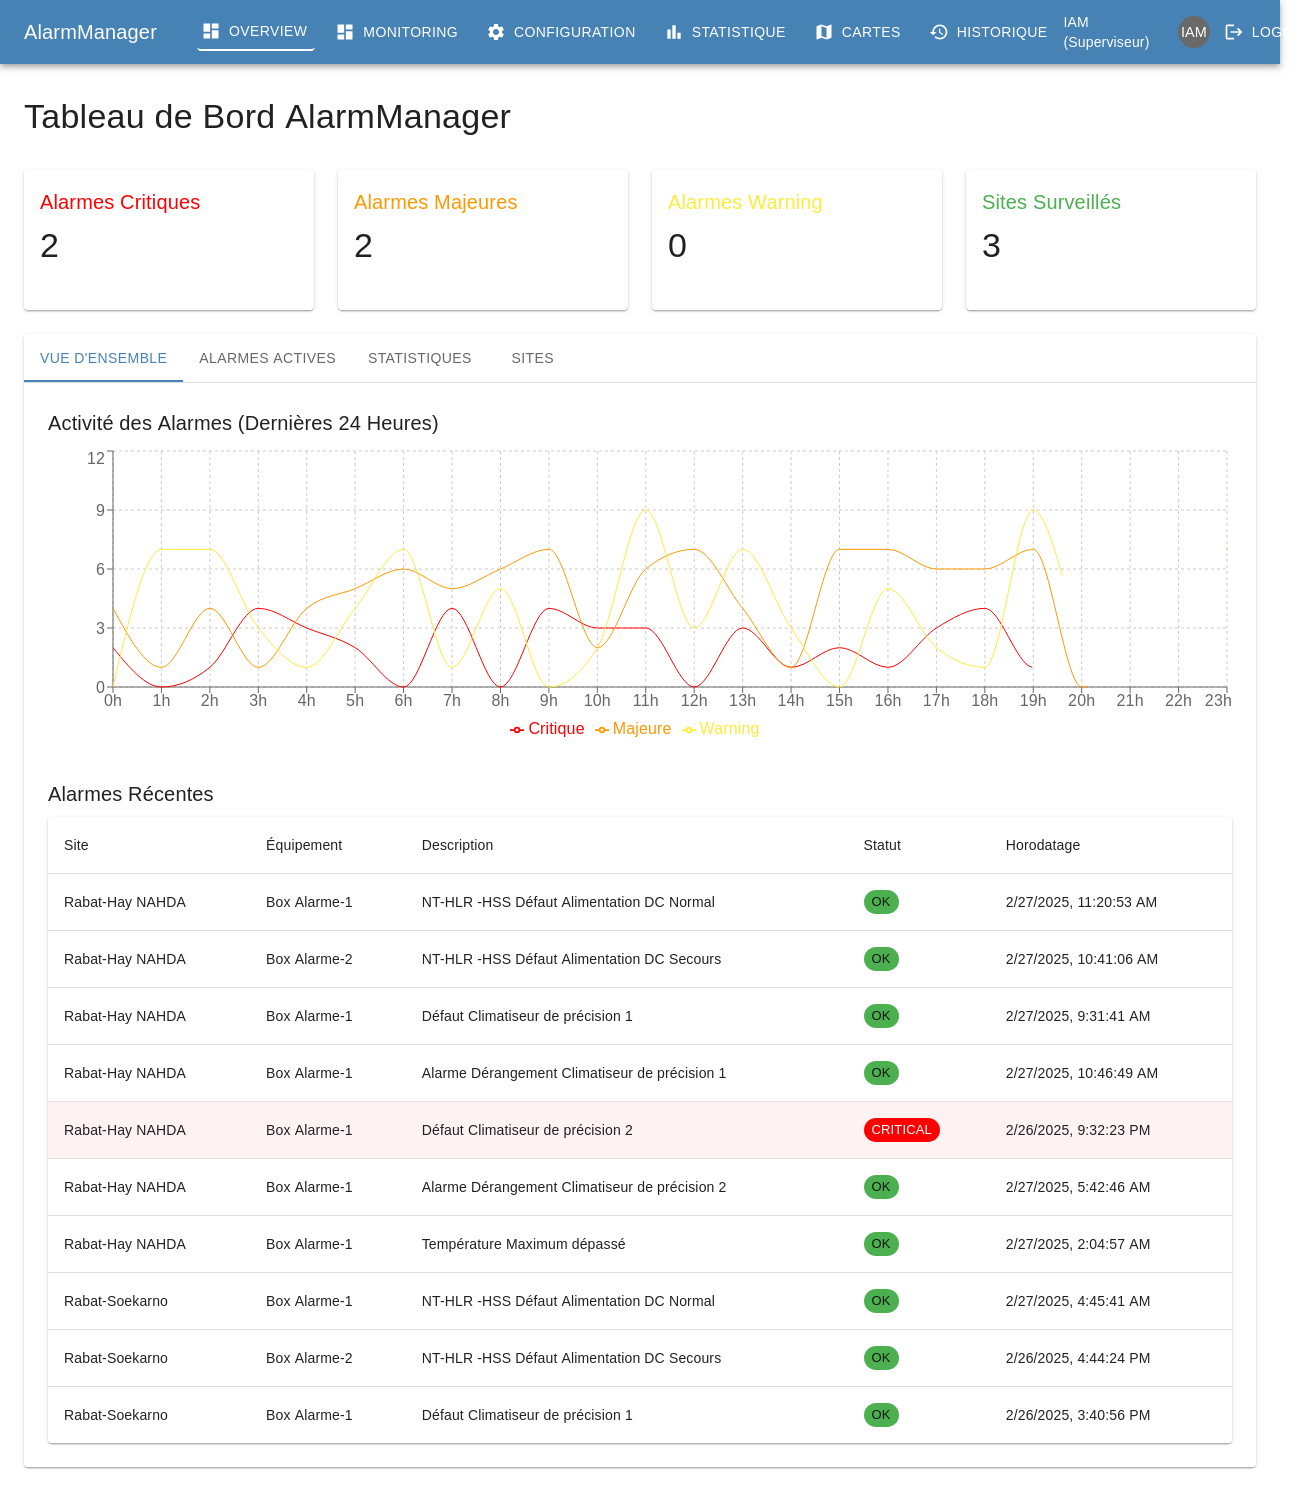 AlarmManager OVERVIEW MONITORING CONFIGURATION STATISTIQUE CARTES HISTORIQUE IAM (Superviseur) IAM
Tableau de Bord AlarmManager
Alarmes Critiques Alarmes Majeures Alarmes Warning Sites Surveillés
2 2 0 3
VUE D'ENSEMBLE ALARMES ACTIVES STATISTIQUES SITES
Activité des Alarmes (Dernières 24 Heures)
12
9
6
3
0
0h 1h 2h 3h 4h 5h 6h 7h 8h 9h 10h 11h 12h 13h 14h 15h 16h 17h 18h 19h 20h 21h 22h 23h
Critique Majeure Warning
Alarmes Récentes
Site Équipement Description Statut Horodatage
Rabat-Hay NAHDA Box Alarme-1 NT-HLR -HSS Défaut Alimentation DC Normal OK 2/27/2025, 11:20:53 AM
Rabat-Hay NAHDA Box Alarme-2 NT-HLR -HSS Défaut Alimentation DC Secours OK 2/27/2025, 10:41:06 AM
Rabat-Hay NAHDA Box Alarme-1 Défaut Climatiseur de précision 1 OK 2/27/2025, 9:31:41 AM
Rabat-Hay NAHDA Box Alarme-1 Alarme Dérangement Climatiseur de précision 1 OK 2/27/2025, 10:46:49 AM
Rabat-Hay NAHDA Box Alarme-1 Défaut Climatiseur de précision 2 CRITICAL 2/26/2025, 9:32:23 PM
Rabat-Hay NAHDA Box Alarme-1 Alarme Dérangement Climatiseur de précision 2 OK 2/27/2025, 5:42:46 AM
Rabat-Hay NAHDA Box Alarme-1 Température Maximum dépassé OK 2/27/2025, 2:04:57 AM
Rabat-Soekarno Box Alarme-1 NT-HLR -HSS Défaut Alimentation DC Normal OK 2/27/2025, 4:45:41 AM
Rabat-Soekarno Box Alarme-2 NT-HLR -HSS Défaut Alimentation DC Secours OK 2/26/2025, 4:44:24 PM
Rabat-Soekarno Box Alarme-1 Défaut Climatiseur de précision 1 OK 2/26/2025, 3:40:56 PM